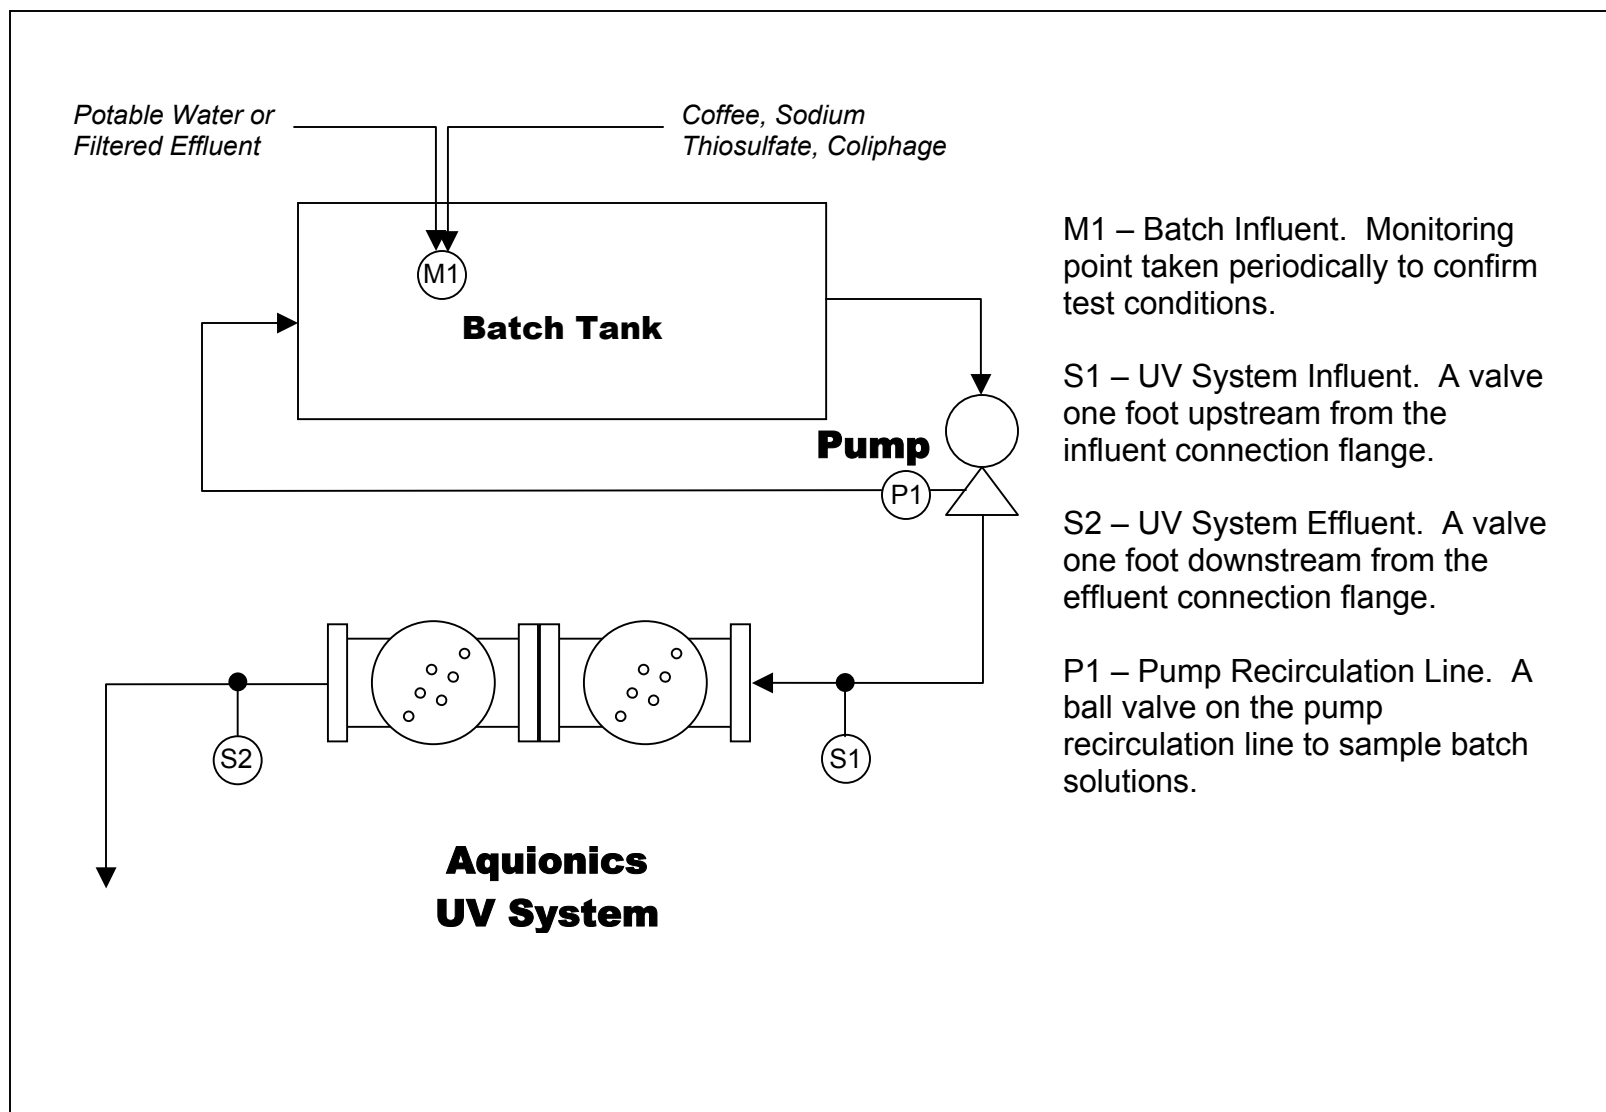 Potable Water or
Filtered Effluent
Coffee, Sodium
Thiosulfate, Coliphage
M1
Batch Tank
Pump
P1
S2
S1
Aquionics
UV System
M1 – Batch Influent.  Monitoring
point taken periodically to confirm
test conditions.
S1 – UV System Influent.  A valve
one foot upstream from the
influent connection flange.
S2 – UV System Effluent.  A valve
one foot downstream from the
effluent connection flange.
P1 – Pump Recirculation Line.  A
ball valve on the pump
recirculation line to sample batch
solutions.